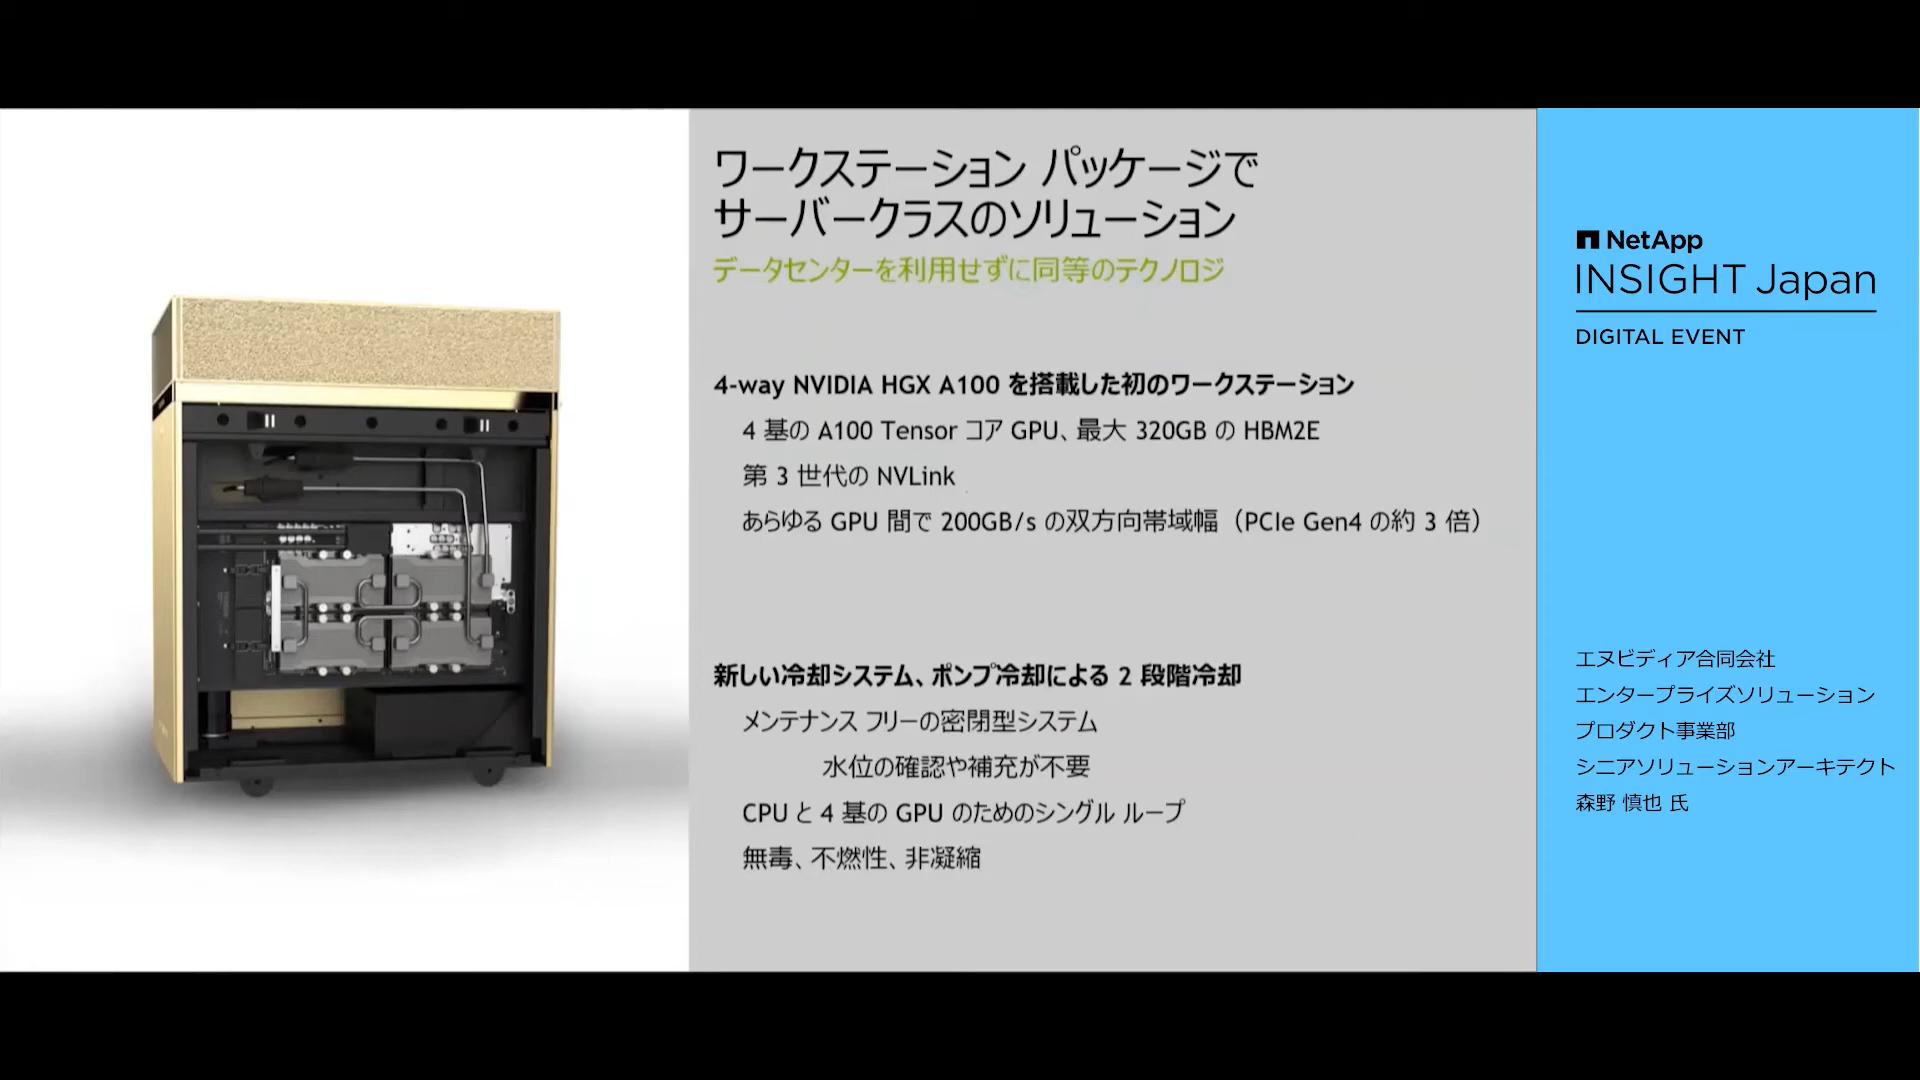 ワークステーション パッケージで
サーバークラスのソリューション
データセンターを利用せずに同等のテクノロジ
4-way NVIDIA HGX A100 を搭載した初のワークステーション
4 基の A100 Tensor コア GPU、最大 320GB の HBM2E
第 3 世代の NVLink
あらゆる GPU 間で 200GB/s の双方向帯域幅（PCIe Gen4 の約 3 倍）
新しい冷却システム、ポンプ冷却による 2 段階冷却
メンテナンス フリーの密閉型システム
水位の確認や補充が不要
CPU と 4 基の GPU のためのシングル ループ
無毒、不燃性、非凝縮
NetApp
INSIGHT Japan
DIGITAL EVENT
エヌビディア合同会社
エンタープライズソリューション
プロダクト事業部
シニアソリューションアーキテクト
森野 慎也 氏